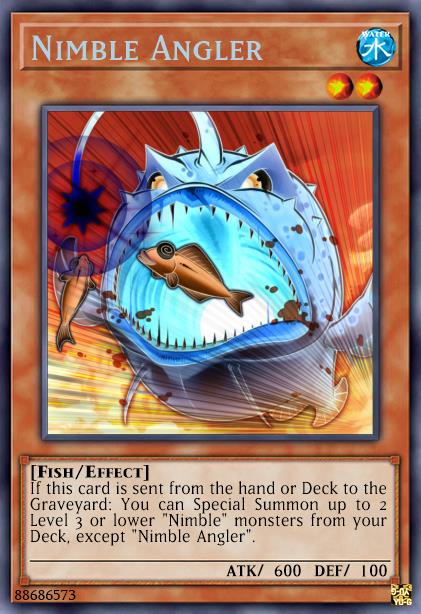 Nimble Angler
WATER
水
[Fish/Effect]
If this card is sent from the hand or Deck to the
Graveyard: You can Special Summon up to 2
Level 3 or lower "Nimble" monsters from your
Deck, except "Nimble Angler".
ATK/ 600 DEF/ 100
88686573